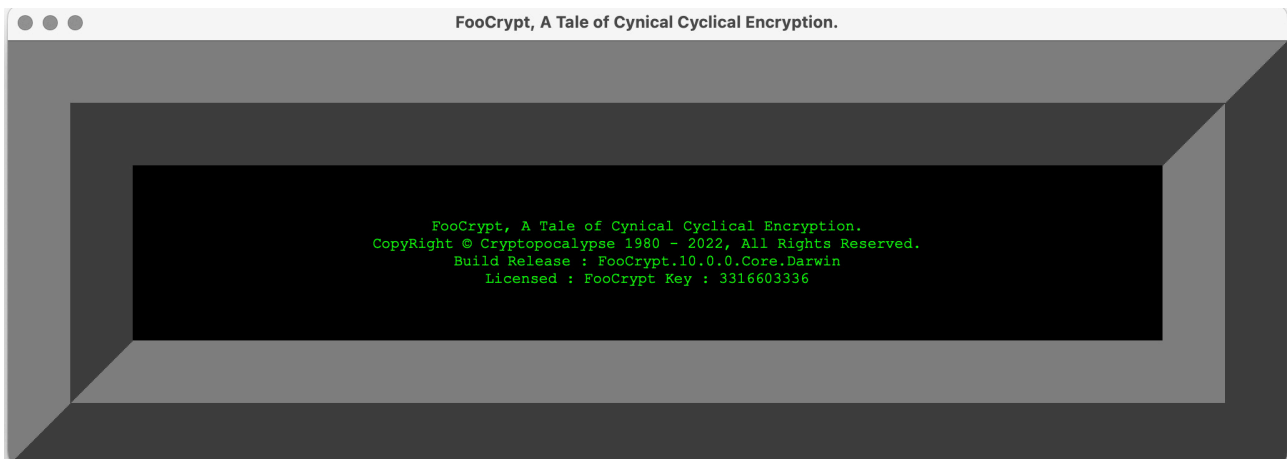 FooCrypt, A Tale of Cynical Cyclical Encryption.
FooCrypt, A Tale of Cynical Cyclical Encryption.
CopyRight © Cryptopocalypse 1980 - 2022, All Rights Reserved.
Build Release : FooCrypt.10.0.0.Core.Darwin
Licensed : FooCrypt Key : 3316603336